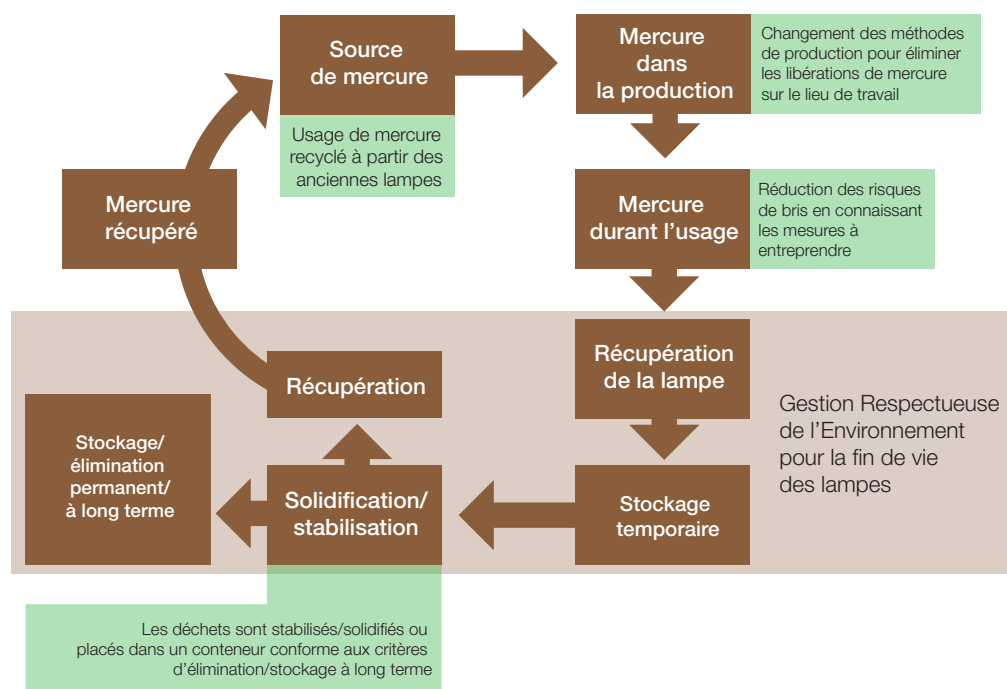 Source
de mercure
Usage de mercure
recyclé à partir des
anciennes lampes
Mercure
dans
la production
Changement des méthodes
de production pour éliminer
les libérations de mercure
sur le lieu de travail
Mercure
récupéré
Mercure
durant l’usage
Réduction des risques
de bris en connaissant
les mesures à
entreprendre
Récupération
de la lampe
Récupération
Gestion Respectueuse
de l’Environnement
pour la fin de vie
des lampes
Stockage/
élimination
permanent/
à long terme
Solidification/
stabilisation
Stockage
temporaire
Les déchets sont stabilisés/solidifiés ou
placés dans un conteneur conforme aux critères
d’élimination/stockage à long terme